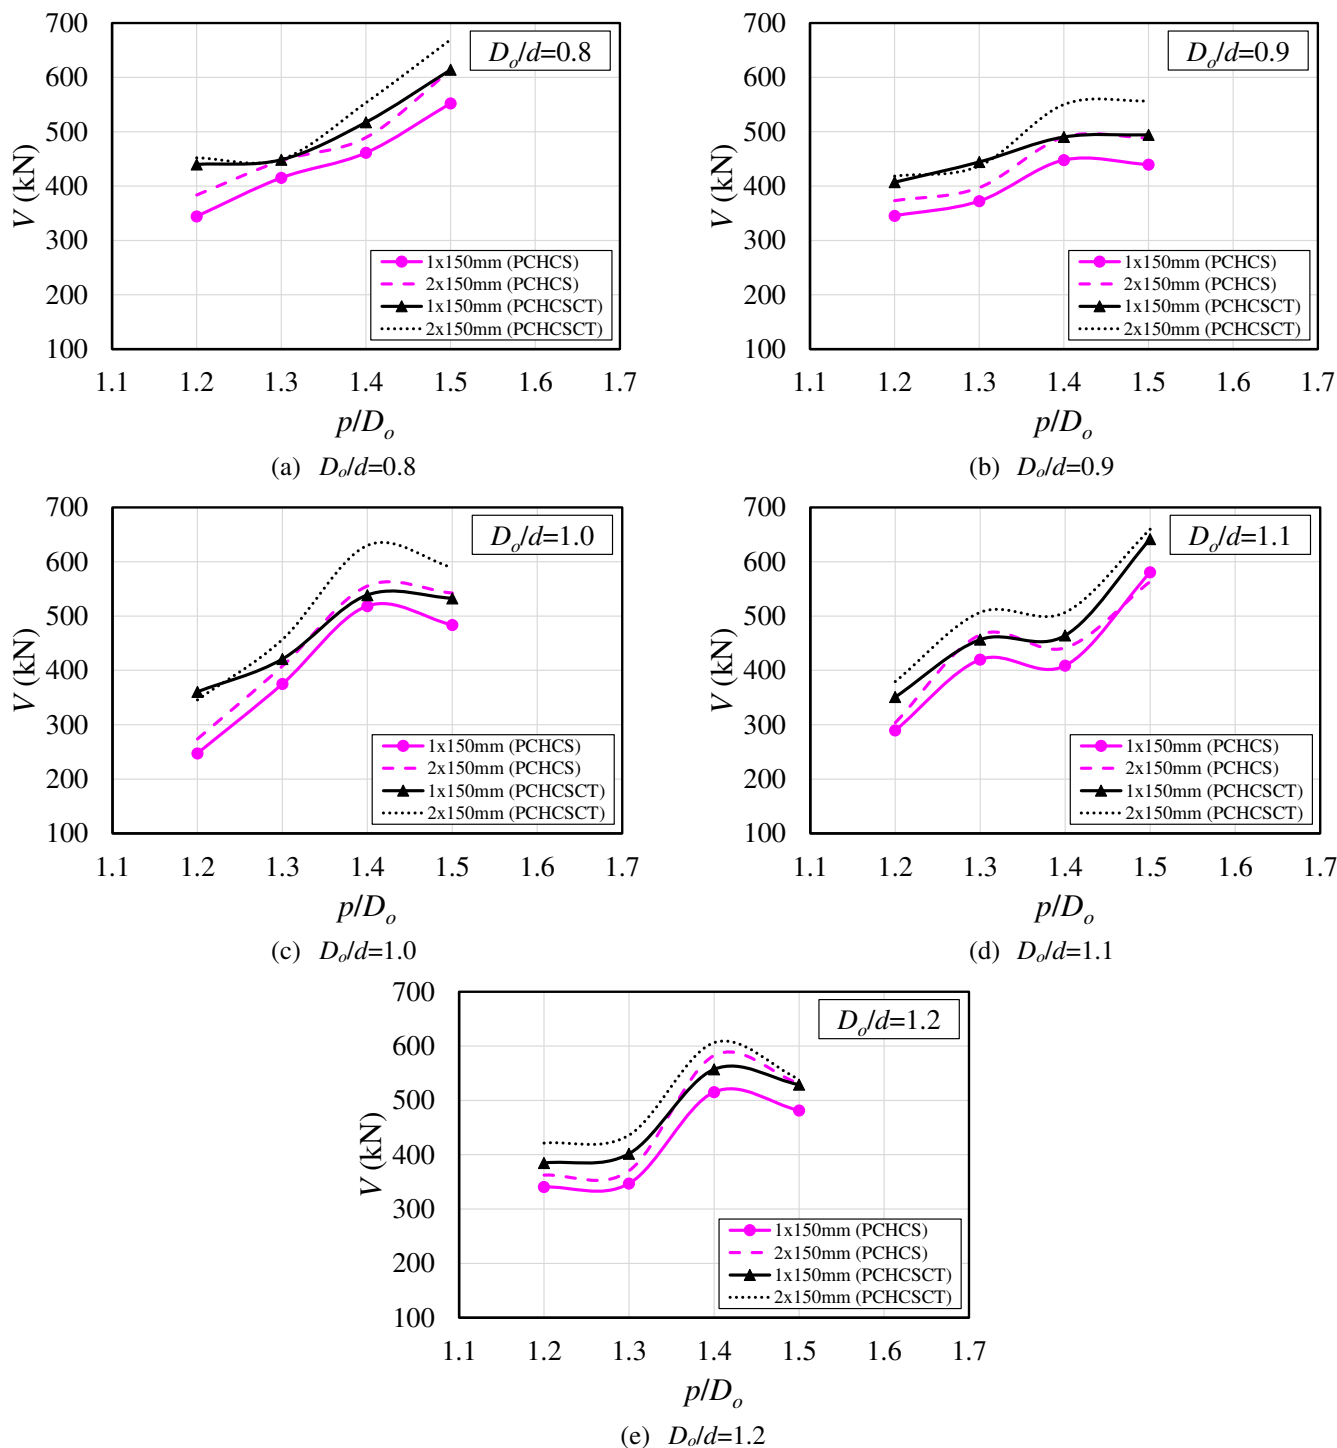 700
600
500
400
300
200
100
V (kN)
Do/d=0.8
1x150mm (PCHCS)
2x150mm (PCHCS)
1x150mm (PCHCSCT)
2x150mm (PCHCSCT)
1.1 1.2 1.3 1.4 1.5 1.6 1.7
p/Do
(a) Do/d=0.8
700
600
500
400
300
200
100
V (kN)
Do/d=0.9
1x150mm (PCHCS)
2x150mm (PCHCS)
1x150mm (PCHCSCT)
2x150mm (PCHCSCT)
1.1 1.2 1.3 1.4 1.5 1.6 1.7
p/Do
(b) Do/d=0.9
700
600
500
400
300
200
100
V (kN)
Do/d=1.0
1x150mm (PCHCS)
2x150mm (PCHCS)
1x150mm (PCHCSCT)
2x150mm (PCHCSCT)
1.1 1.2 1.3 1.4 1.5 1.6 1.7
p/Do
(c) Do/d=1.0
700
600
500
400
300
200
100
V (kN)
Do/d=1.1
1x150mm (PCHCS)
2x150mm (PCHCS)
1x150mm (PCHCSCT)
2x150mm (PCHCSCT)
1.1 1.2 1.3 1.4 1.5 1.6 1.7
p/Do
(d) Do/d=1.1
700
600
500
400
300
200
100
V (kN)
Do/d=1.2
1x150mm (PCHCS)
2x150mm (PCHCS)
1x150mm (PCHCSCT)
2x150mm (PCHCSCT)
1.1 1.2 1.3 1.4 1.5 1.6 1.7
p/Do
(e) Do/d=1.2